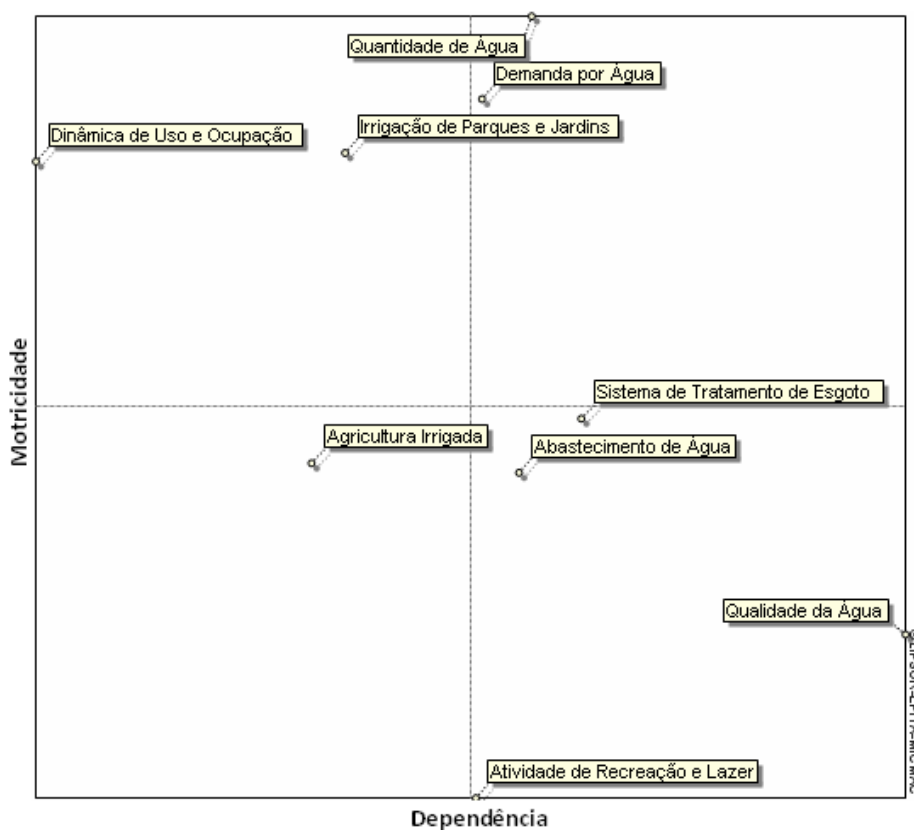 Quantidade de Água
Demanda por Água
Dinâmica de Uso e Ocupação
Irrigação de Parques e Jardins
Motricidade
Sistema de Tratamento de Esgoto
Agricultura Irrigada
Abastecimento de Água
Qualidade da Água
Atividade de Recreação e Lazer
Dependência